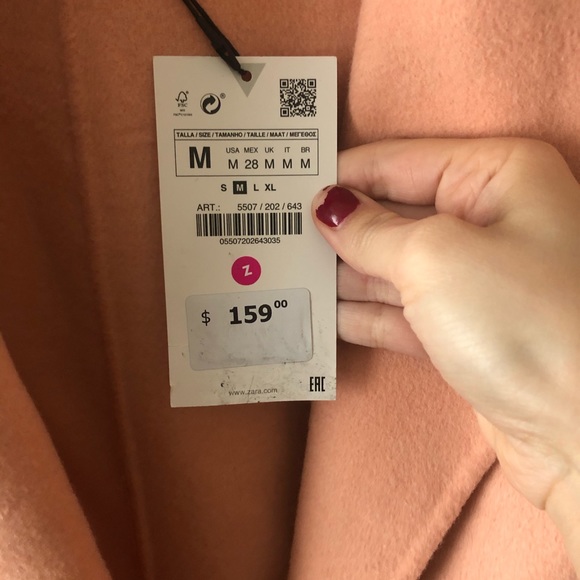 FSC
®
TALLA / SIZE / TAMANHO / TAILLE / MAAT / ΜΕΓΕΘΟΣ
M
USA MEX UK IT BR
M 28 M M M
S M L XL
ART.: 5507 / 202 / 643
05507202643035
Z
$ 159 00
www.zara.com
EAC